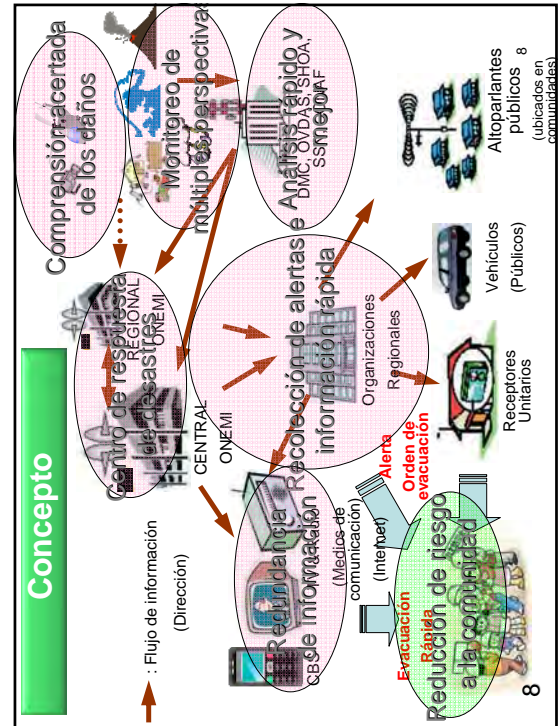 Concepto
: Flujo de información
(Dirección)
Comprensión acertada
de los daños
Monitoreo de
múltiples perspectivas
Análisis rápido y
mejor
DMC, OVDAS, SHOA,
Centro de respuesta
de desastres
REGIONAL
ONEMI
CENTRAL
ONEMI
Recolección de alertas e
información rápida
Organizaciones
Regionales
Redundancia
de información
(Medios de
comunicación)
(Internet)
Alerta
Orden de
evacuación
Evacuación
Rápida
Reducción de riesgo
a la comunidad
Receptores
Unitarios
Vehículos
(Públicos)
Altoparlantes
públicos 8
(ubicados en
comunidades)
8